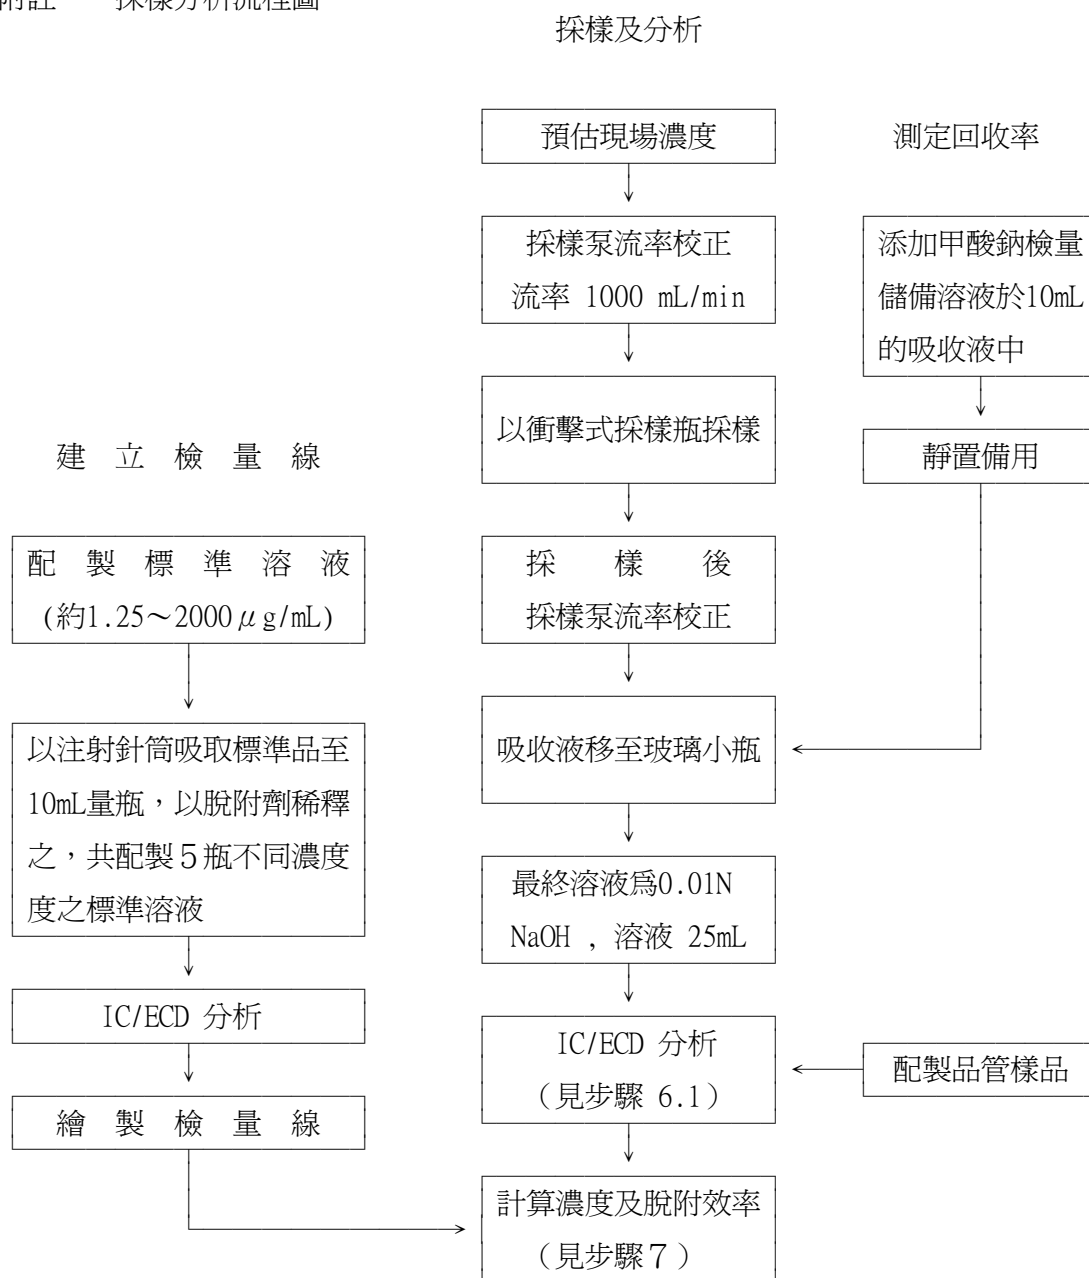 附註 採樣分析流程圖
採樣及分析
預估現場濃度
測定回收率
採樣泵流率校正
流率 1000 mL/min
添加甲酸鈉檢量
儲備溶液於10mL
的吸收液中
以衝擊式採樣瓶採樣
靜置備用
建 立 檢 量 線
配 製 標 準 溶 液
(約1.25～2000μg/mL)
採 樣 後
採樣泵流率校正
以注射針筒吸取標準品至
10mL量瓶，以脫附劑稀釋
之，共配製５瓶不同濃度
度之標準溶液
吸收液移至玻璃小瓶
最終溶液爲0.01N
NaOH , 溶液 25mL
IC/ECD 分析
IC/ECD 分析
（見步驟 6.1）
配製品管樣品
繪 製 檢 量 線
計算濃度及脫附效率
（見步驟７）